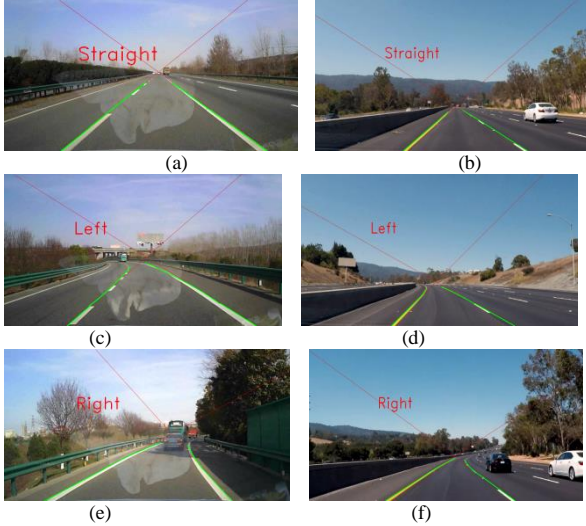 Straight
Straight
(a)
(b)
Left
Left
(c)
(d)
Right
Right
(e)
(f)